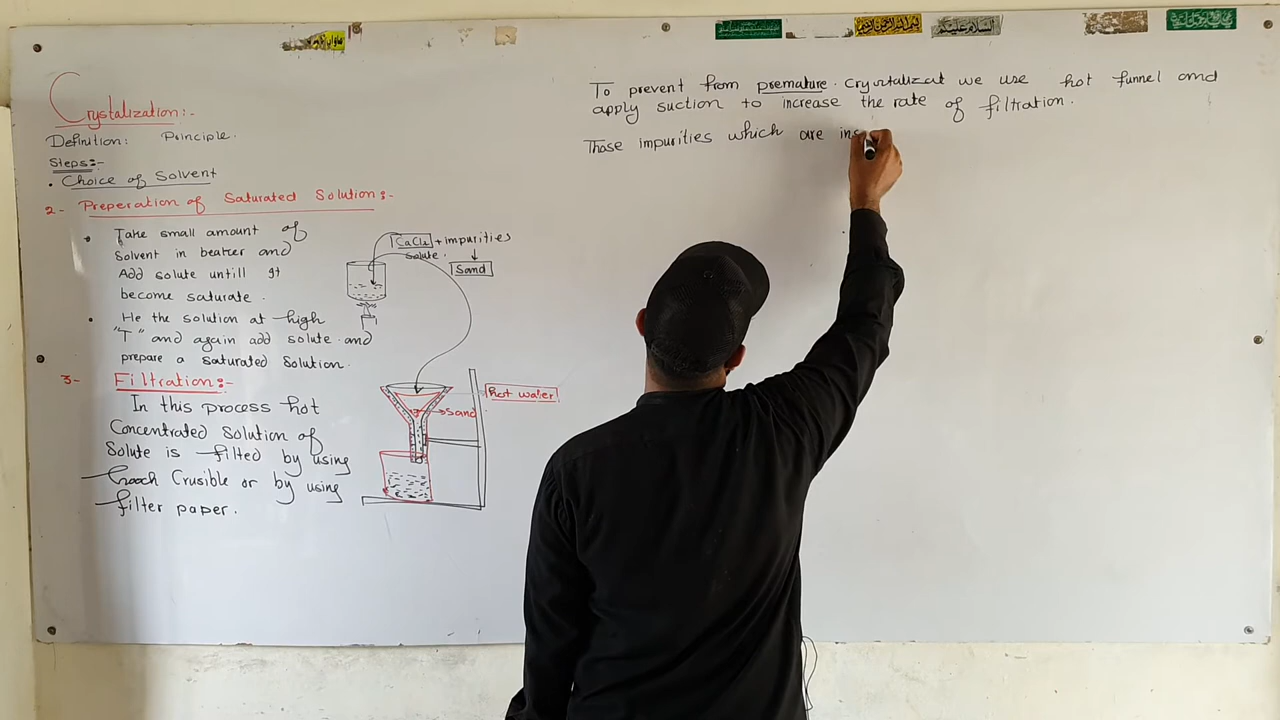 السلام علیکم
Crystalization:-
Definition: Principle.
Steps:-
• Choice of Solvent
2- Preperation of Saturated Solution:-
• Take small amount of
Solvent in beaker and
Add solute untill It
become saturate.
• He the solution at high
"T" and again add solute and
prepare a saturated Solution.
3- Filtration:-
In this process hot
Concentrated Solution of
Solute is filted by using
Gooch Crusible or by using
filter paper.
CaCl2 + impurities
solute.
Sand
hot water
Sand
To prevent from premature. Crystalizat we use hot funnel and
apply suction to increase the rate of filtration.
Those impurities which are ins